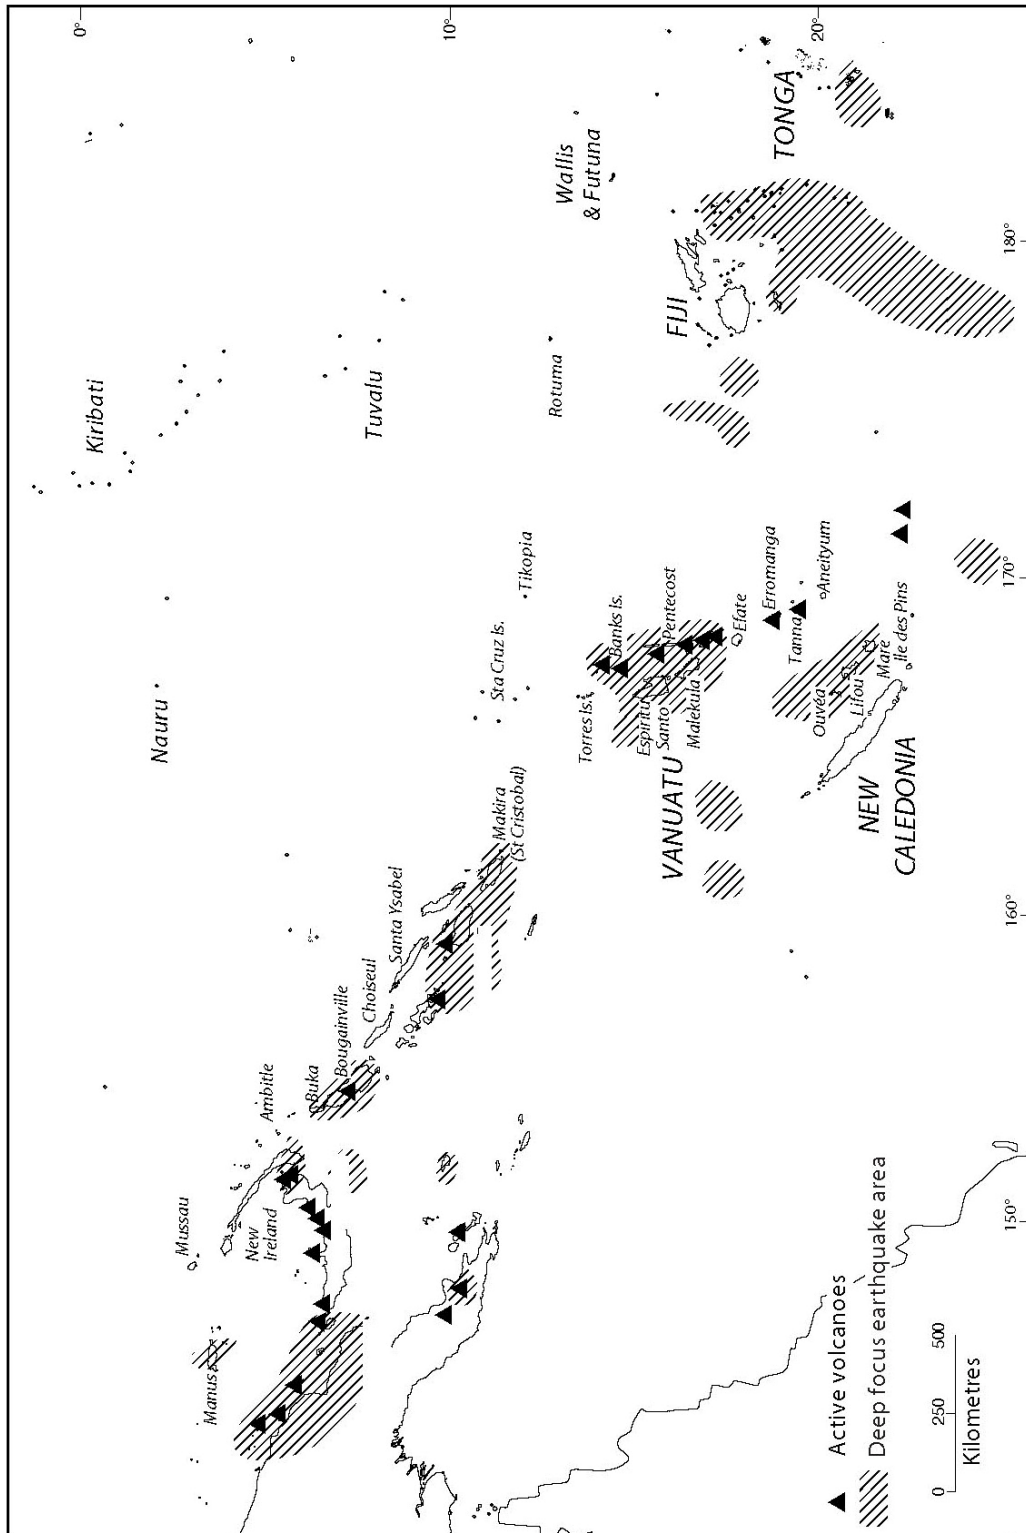 0°
Kiribati
Nauru
Mussau
Manus
New
Ireland
Ambitle
Buka
Bougainville
Choiseul
Santa Ysabel
Tuvalu
10°
Makira
(St Cristobal)
Sta Cruz Is.
Tikopia
Rotuma
Wallis
& Futuna
Torres Is.
Banks Is.
Espiritu
Santo
Pentecost
Malekula
VANUATU
Efate
FIJI
Erromanga
Tanna
Aneityum
TONGA
20°
Ouvéa
Lifou
Mare
Ile des Pins
NEW
CALEDONIA
Active volcanoes
Deep focus earthquake area
0 250 500
Kilometres
150° 160° 170° 180°